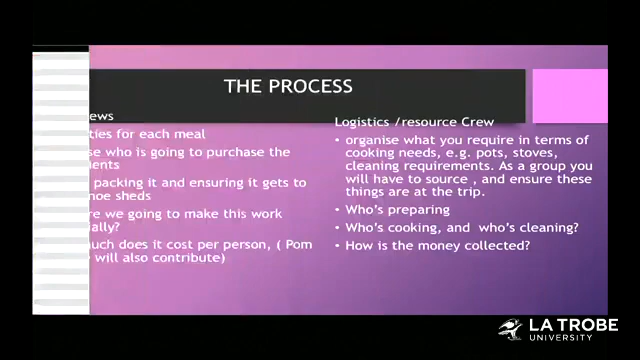 THE PROCESS
ews
ties for each meal
se who is going to purchase the
ients
packing it and ensuring it gets to
noe sheds
re we going to make this work
ially?
uch does it cost per person, ( Pom
will also contribute)
Logistics /resource Crew
• organise what you require in terms of
cooking needs, e.g. pots, stoves,
cleaning requirements. As a group you
will have to source , and ensure these
things are at the trip.
• Who's preparing
• Who's cooking, and who's cleaning?
• How is the money collected?
LA TROBE
UNIVERSITY